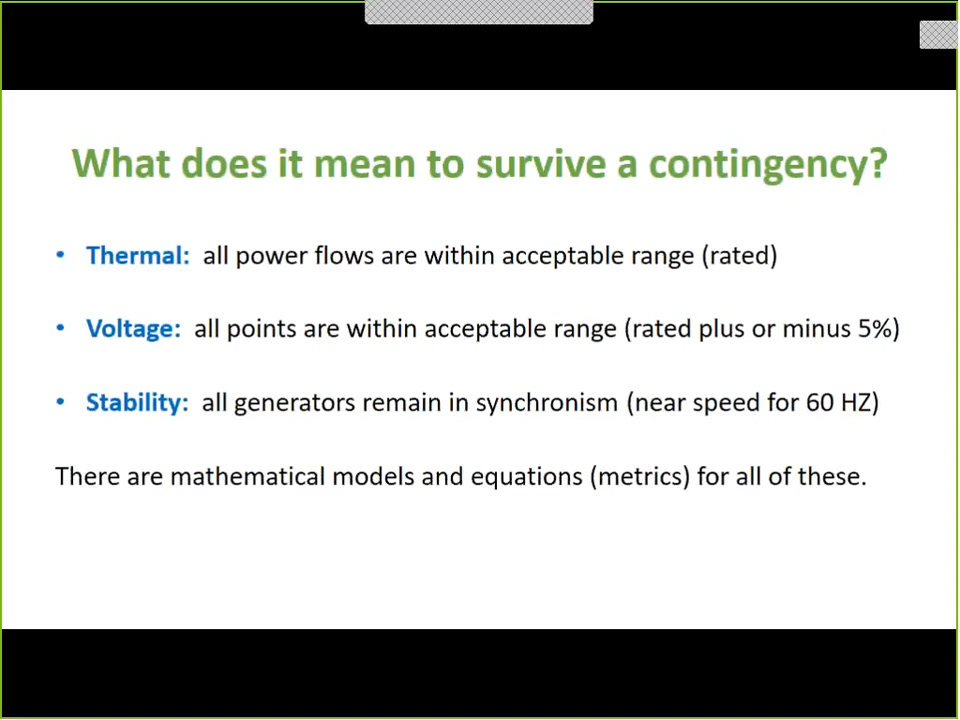 What does it mean to survive a contingency?
• Thermal: all power flows are within acceptable range (rated)
• Voltage: all points are within acceptable range (rated plus or minus 5%)
• Stability: all generators remain in synchronism (near speed for 60 HZ)
There are mathematical models and equations (metrics) for all of these.